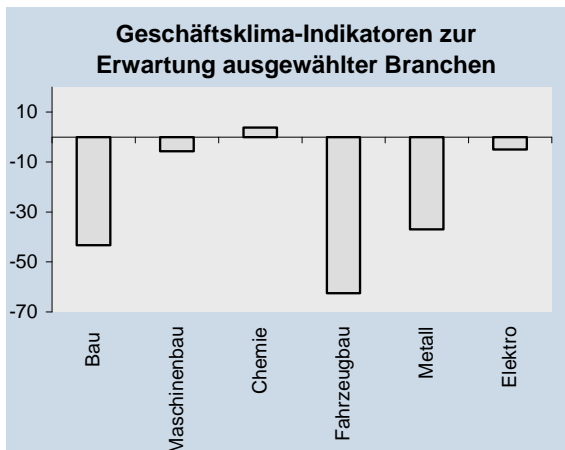 Geschäftsklima-Indikatoren zur
Erwartung ausgewählter Branchen
10
-10
-30
-50
-70
Bau
Maschinenbau
Chemie
Fahrzeugbau
Metall
Elektro